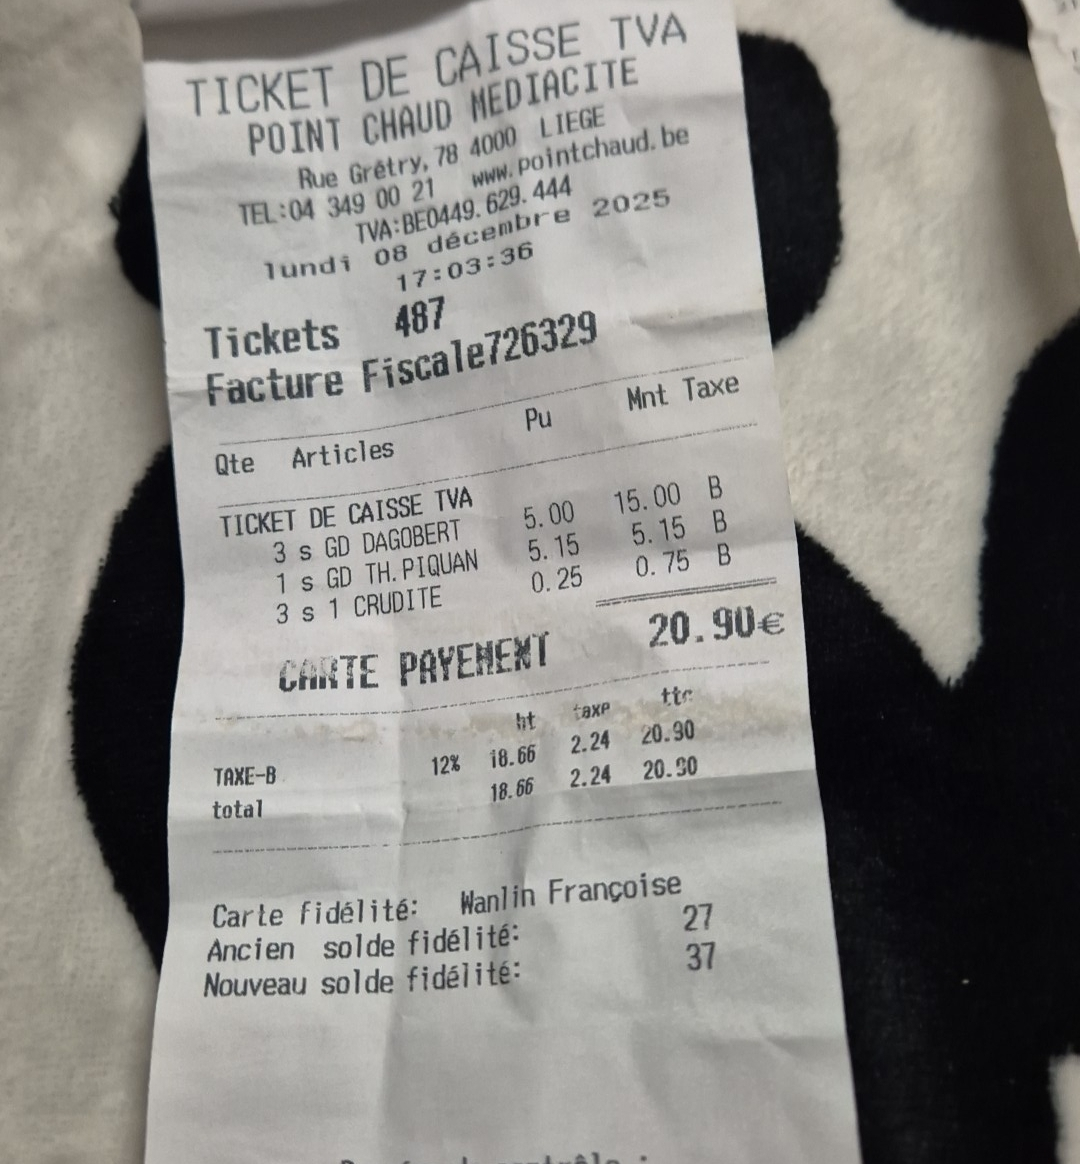 TICKET DE CAISSE TVA
POINT CHAUD MEDIACITE
Rue Grêtry, 78 4000 LIEGE
TEL:04 349 00 21 www.pointchaud.be
TVA:BE0449.629.444
lundi 08 décembre 2025
17:03:36
Tickets 487
Facture Fiscale726329
Qte Articles Pu Mnt Taxe
TICKET DE CAISSE TVA
3 s GD DAGOBERT 5.00 15.00 B
1 s GD TH.PIQUAN 5.15 5.15 B
3 s 1 CRUDITE 0.25 0.75 B
CARTE PAYEMENT 20.90€
ht taxe ttc
TAXE-B 12% 18.66 2.24 20.90
total 18.66 2.24 20.90
Carte fidélité: Wanlin Françoise
Ancien solde fidélité: 27
Nouveau solde fidélité: 37